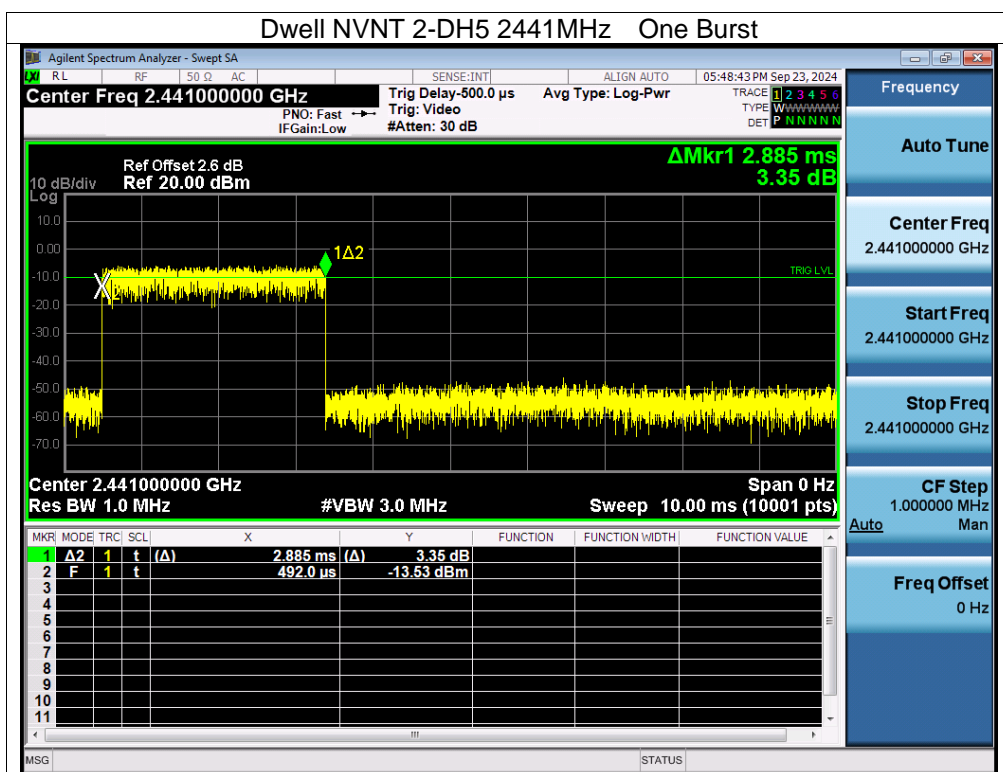 Dwell NVNT 2-DH5 2441MHz One Burst
Agilent Spectrum Analyzer - Swept SA
RL RF 50 Ω AC SENSE:INT ALIGN AUTO 05:48:43 PM Sep 23, 2024
Center Freq 2.441000000 GHz
PNO: Fast
IFGain:Low
Trig Delay-500.0 µs
Trig: Video
#Atten: 30 dB
Avg Type: Log-Pwr
TRACE 1 2 3 4 5 6
TYPE WWWWWW
DET P N N N N N
Frequency
Auto Tune
Center Freq
2.441000000 GHz
Start Freq
2.441000000 GHz
Stop Freq
2.441000000 GHz
CF Step
1.000000 MHz
Auto Man
Freq Offset
0 Hz
ΔMkr1 2.885 ms
3.35 dB
Ref Offset 2.6 dB
10 dB/div Ref 20.00 dBm
Log
10.0
0.00
-10.0
-20.0
-30.0
-40.0
-50.0
-60.0
-70.0
1Δ2
TRIG LVL
Center 2.441000000 GHz Span 0 Hz
Res BW 1.0 MHz #VBW 3.0 MHz Sweep 10.00 ms (10001 pts)
MKR MODE TRC SCL X Y FUNCTION FUNCTION WIDTH FUNCTION VALUE
1 Δ2 1 t (Δ) 2.885 ms (Δ) 3.35 dB
2 F 1 t 492.0 µs -13.53 dBm
3
4
5
6
7
8
9
10
11
MSG STATUS